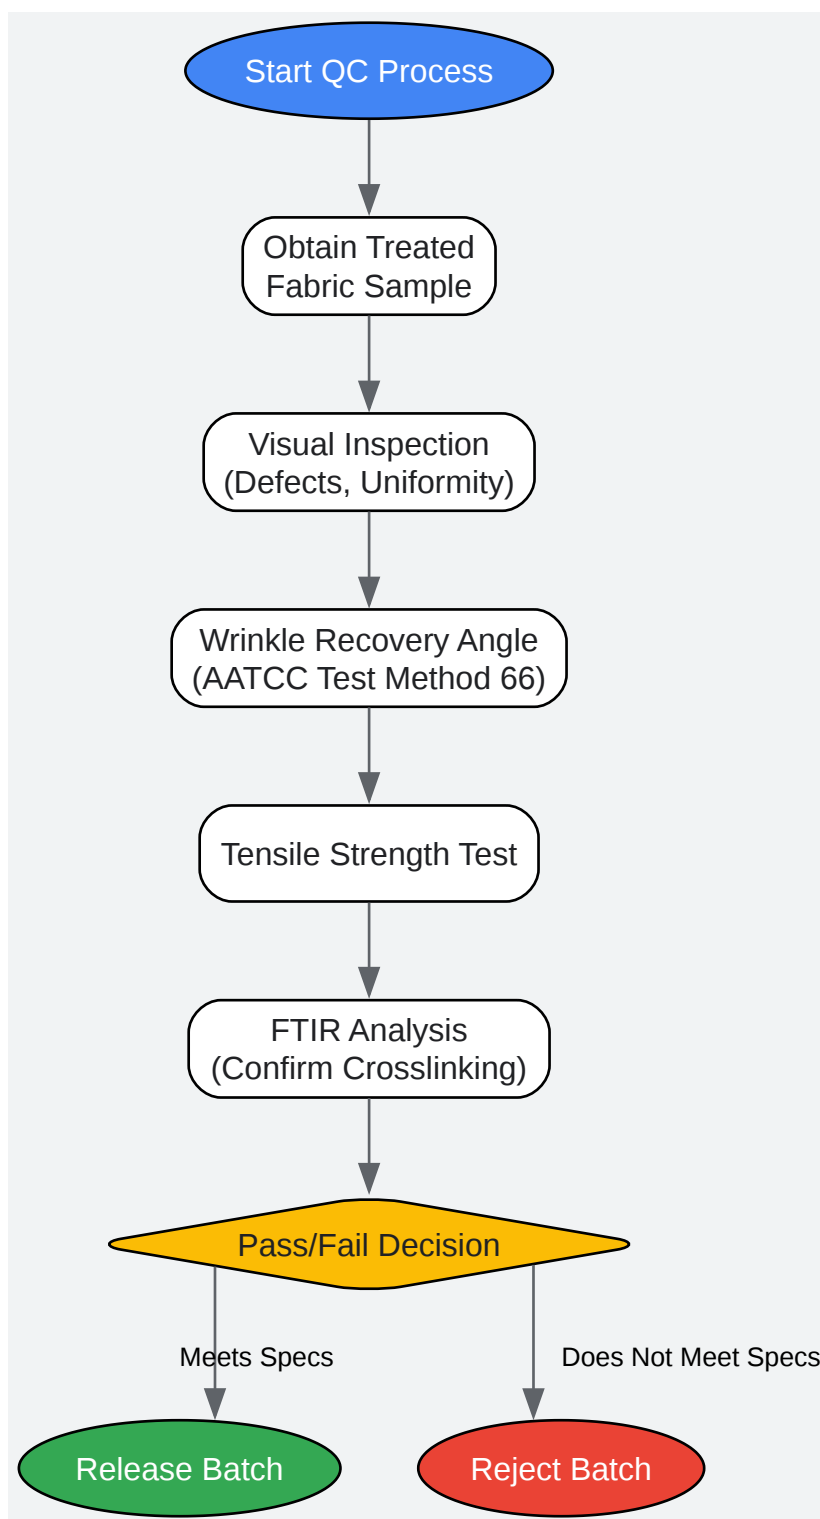 Start QC Process
Obtain Treated
Fabric Sample
Visual Inspection
(Defects, Uniformity)
Wrinkle Recovery Angle
(AATCC Test Method 66)
Tensile Strength Test
FTIR Analysis
(Confirm Crosslinking)
Pass/Fail Decision
Meets Specs
Does Not Meet Specs
Release Batch
Reject Batch